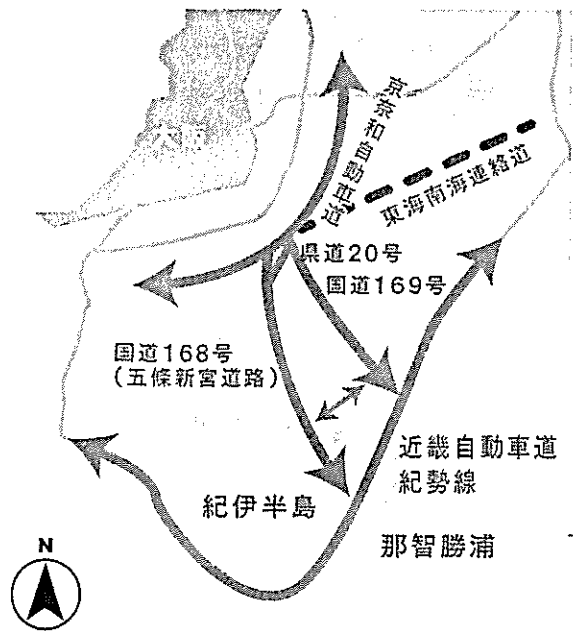 大阪
京奈和自動車道
東海南海連絡道
県道20号
国道169号
国道168号
(五條新宮道路)
近畿自動車道
紀勢線
紀伊半島
那智勝浦
N